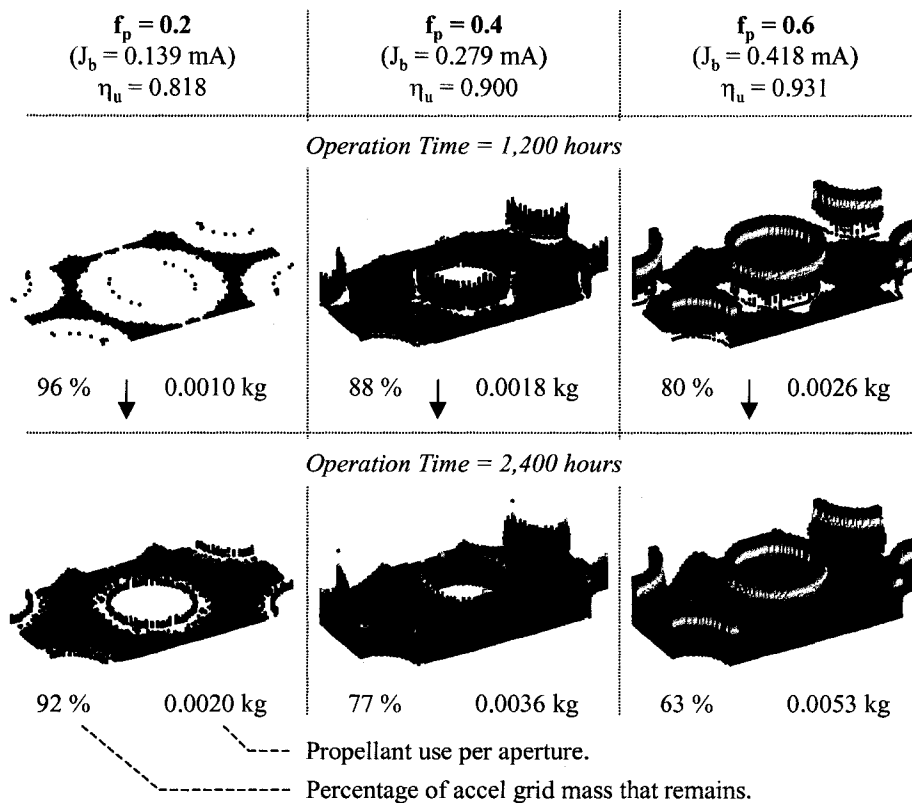 f_p = 0.2
(J_b = 0.139 mA)
η_u = 0.818
f_p = 0.4
(J_b = 0.279 mA)
η_u = 0.900
f_p = 0.6
(J_b = 0.418 mA)
η_u = 0.931
Operation Time = 1,200 hours
96 % 0.0010 kg
88 % 0.0018 kg
80 % 0.0026 kg
Operation Time = 2,400 hours
92 % 0.0020 kg
77 % 0.0036 kg
63 % 0.0053 kg
Propellant use per aperture.
Percentage of accel grid mass that remains.